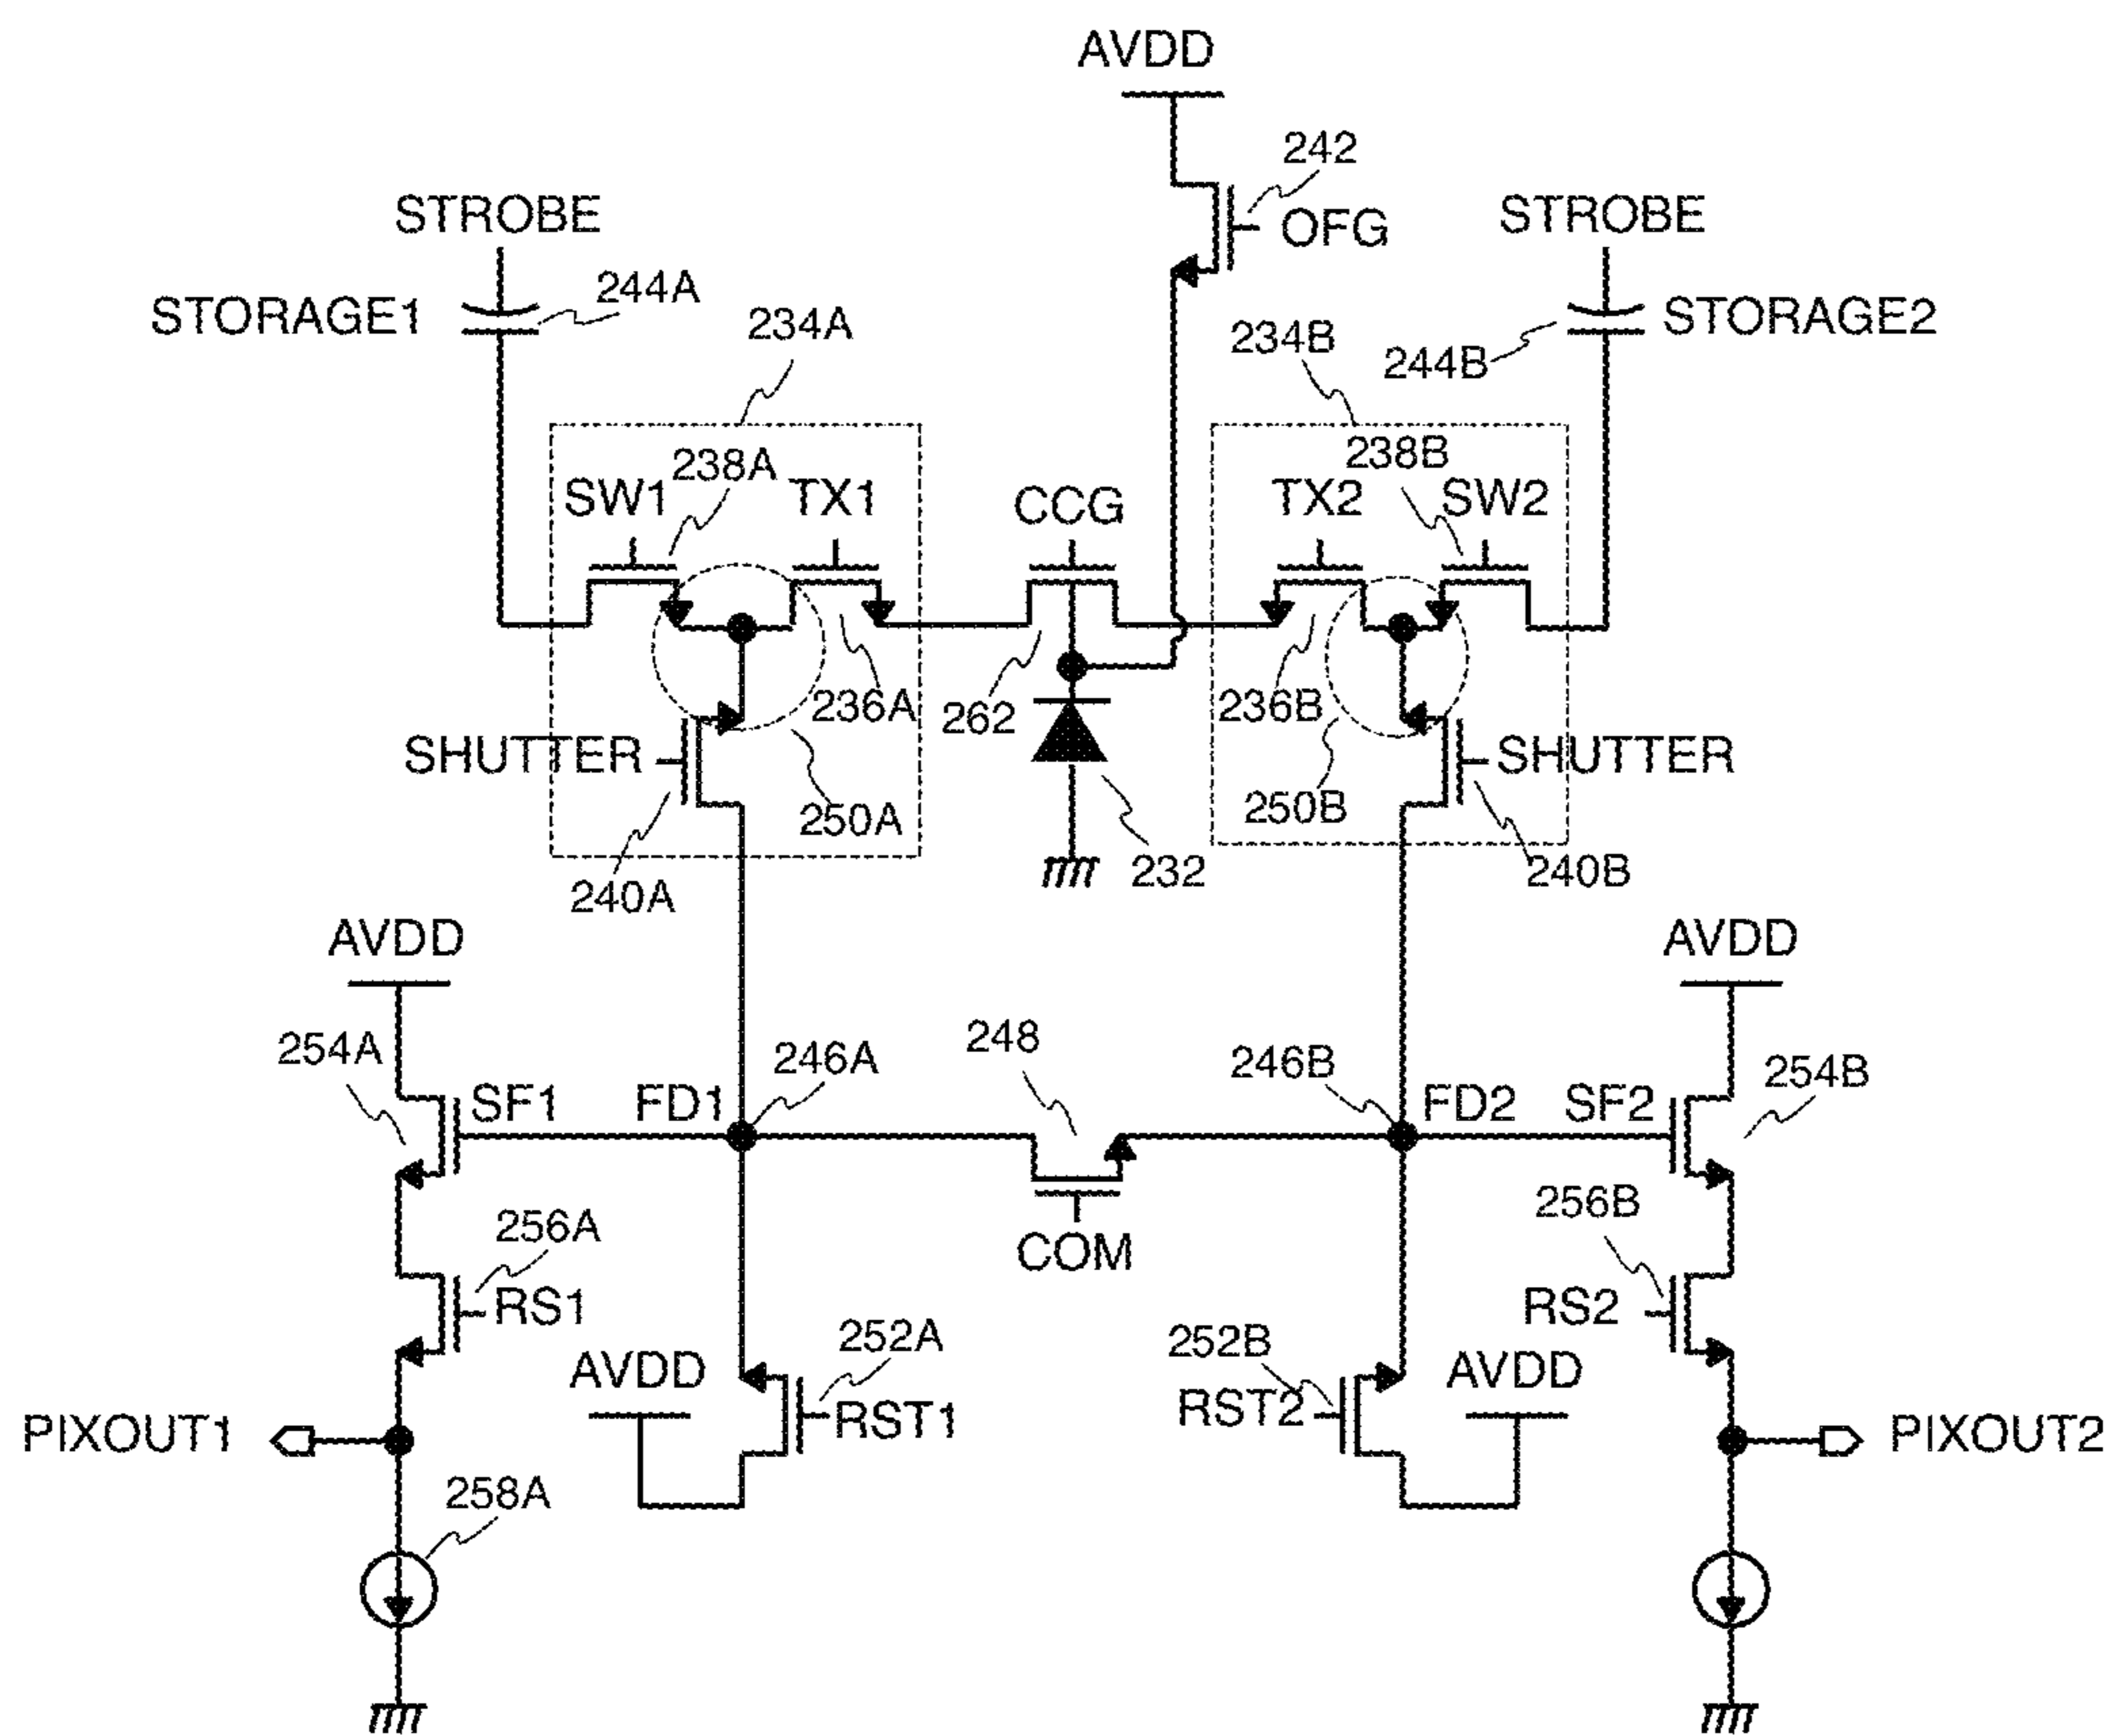 AVDD
242
OFG
STROBE
STROBE
STORAGE1
244A
234A
234B
244B
STORAGE2
SW1
238A
TX1
CCG
TX2
238B
SW2
236A
262
236B
SHUTTER
250A
232
250B
SHUTTER
240A
240B
AVDD
AVDD
254A
SF1
FD1
246A
248
246B
FD2
SF2
254B
COM
256A
RS1
256B
RS2
AVDD
252A
RST1
252B
RST2
AVDD
PIXOUT1
PIXOUT2
258A